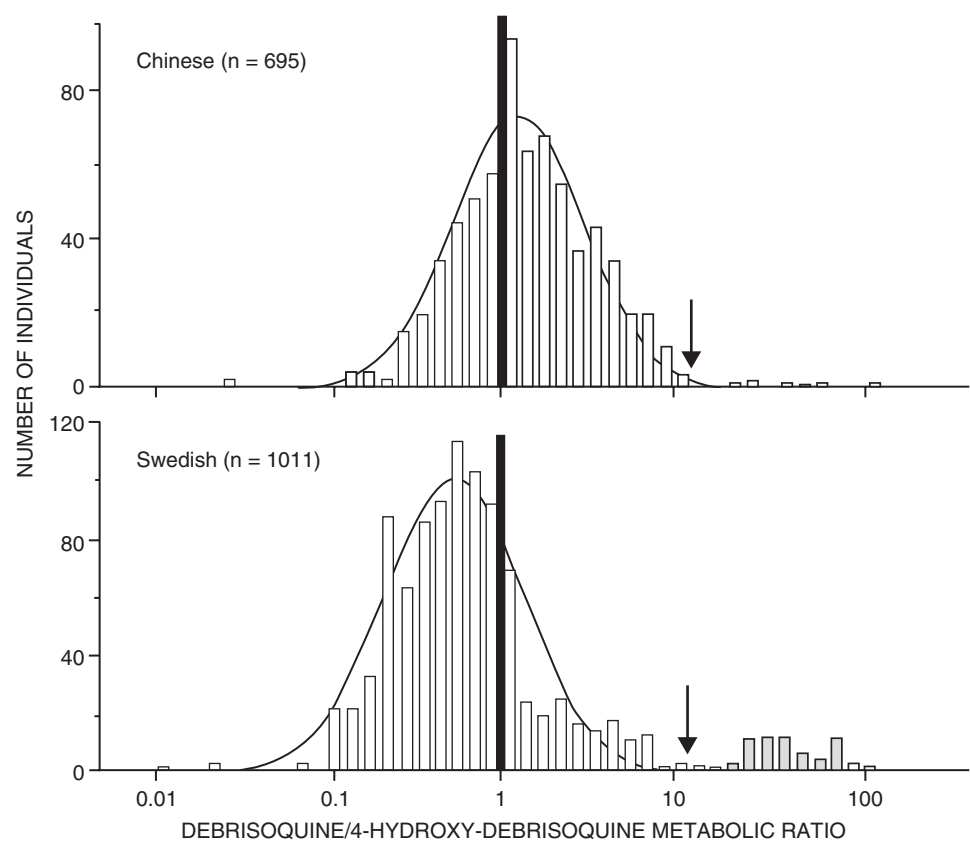 Chinese (n = 695)
80
40
0
NUMBER OF INDIVIDUALS
120
Swedish (n = 1011)
80
40
0
0.01 0.1 1 10 100
DEBRISOQUINE/4-HYDROXY-DEBRISOQUINE METABOLIC RATIO